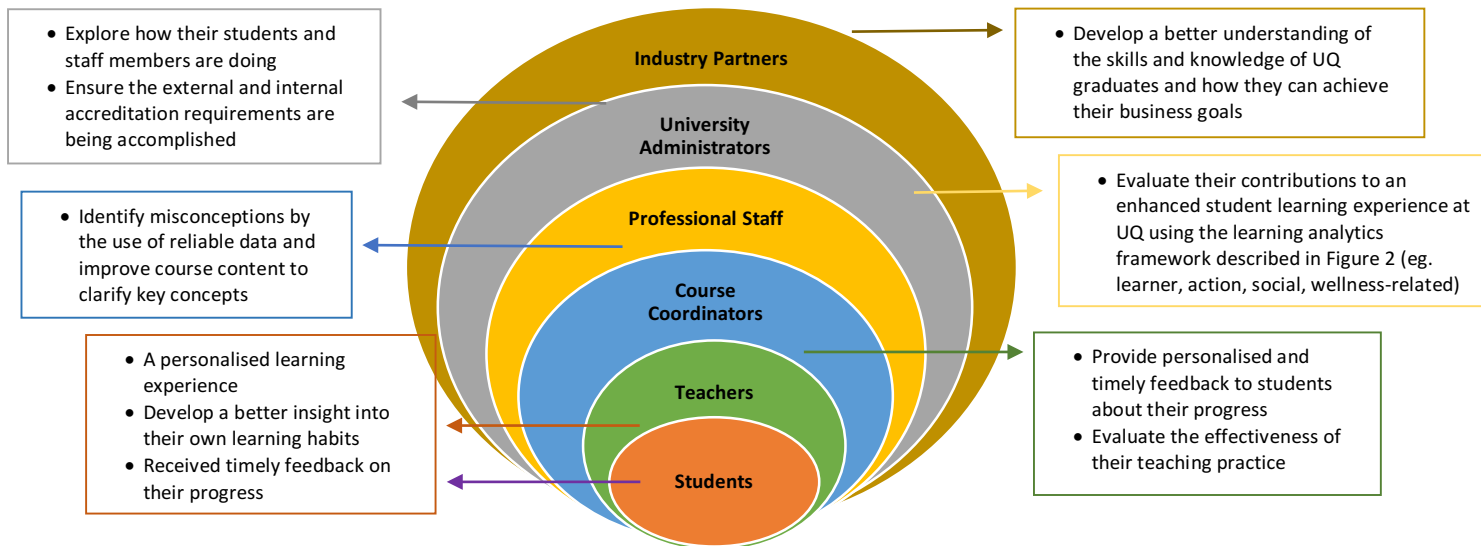 • Explore how their students and
staff members are doing
• Ensure the external and internal
accreditation requirements are
being accomplished
• Identify misconceptions by
the use of reliable data and
improve course content to
clarify key concepts
• A personalised learning
experience
• Develop a better insight into
their own learning habits
• Received timely feedback on
their progress
Industry Partners
University
Administrators
Professional Staff
Course
Coordinators
Teachers
Students
• Develop a better understanding of
the skills and knowledge of UQ
graduates and how they can achieve
their business goals
• Evaluate their contributions to an
enhanced student learning experience at
UQ using the learning analytics
framework described in Figure 2 (eg.
learner, action, social, wellness-related)
• Provide personalised and
timely feedback to students
about their progress
• Evaluate the effectiveness of
their teaching practice